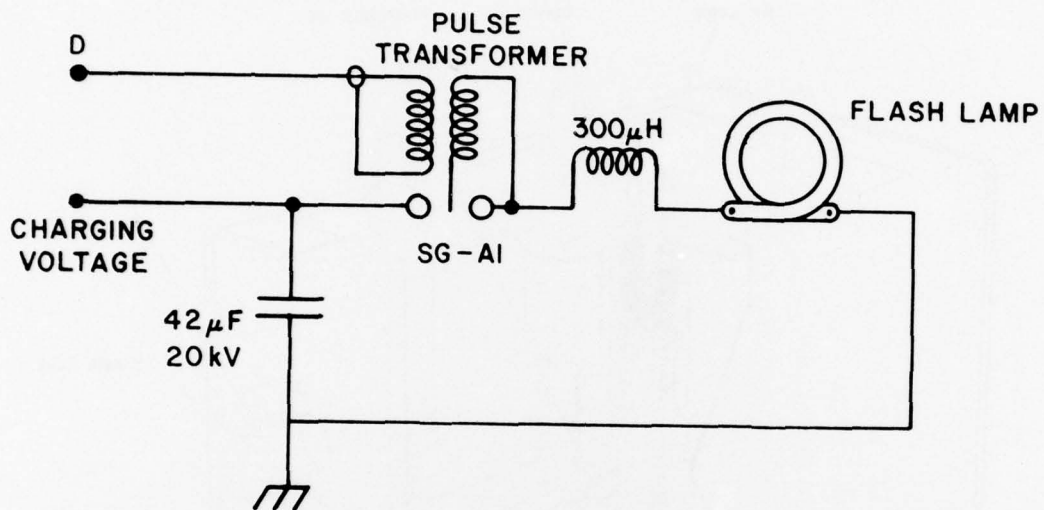 D
PULSE
TRANSFORMER
300μH
FLASH LAMP
CHARGING
VOLTAGE
SG-A1
42μF
20kV